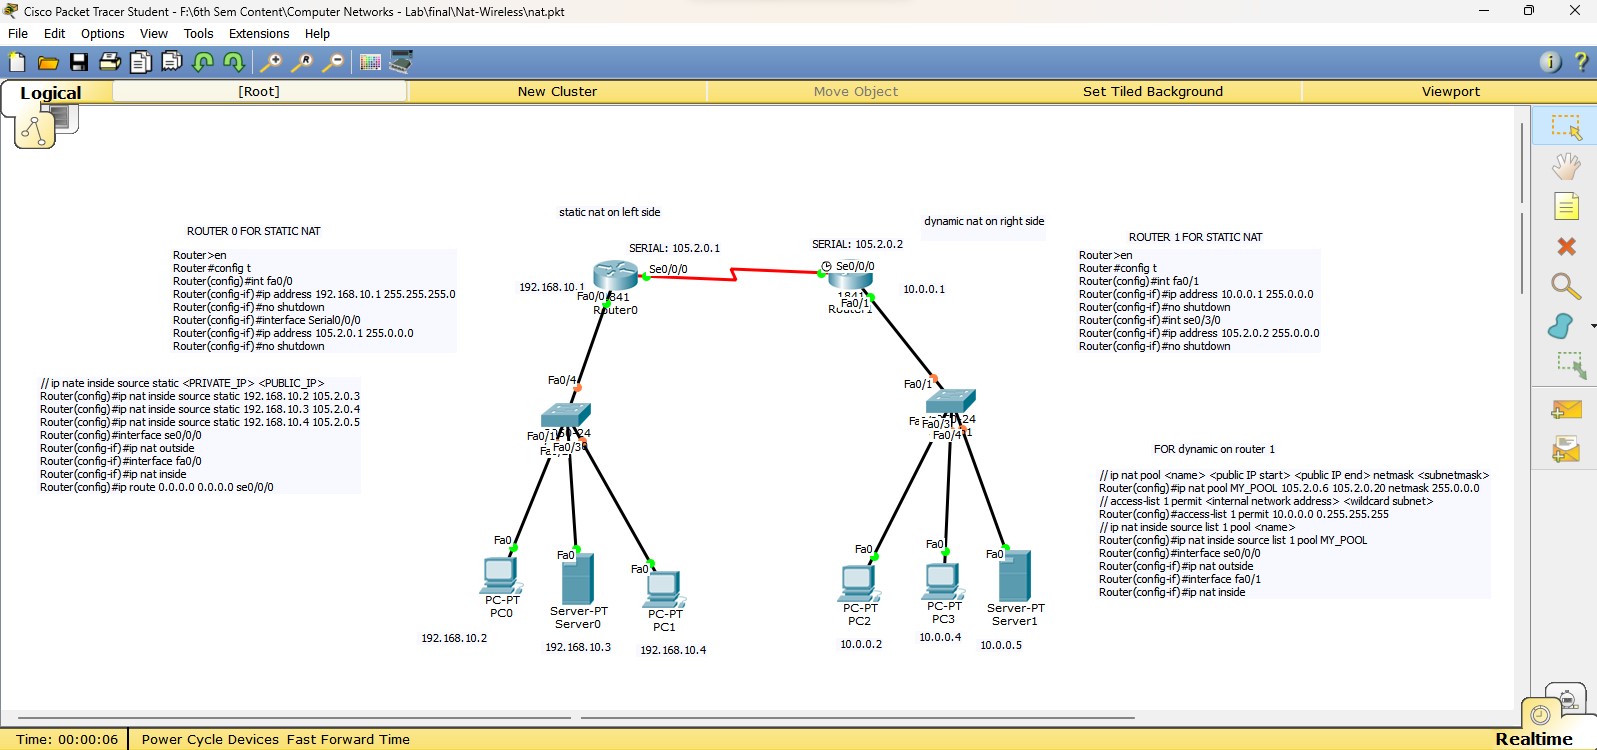 Cisco Packet Tracer Student - F:\6th Sem Content\Computer Networks - Lab\final\Nat-Wireless\nat.pkt
File Edit Options View Tools Extensions Help
Logical [Root] New Cluster Move Object Set Tiled Background Viewport
static nat on left side
dynamic nat on right side
ROUTER 0 FOR STATIC NAT
Router>en
Router#config t
Router(config)#int fa0/0
Router(config-if)#ip address 192.168.10.1 255.255.255.0
Router(config-if)#no shutdown
Router(config-if)#interface Serial0/0/0
Router(config-if)#ip address 105.2.0.1 255.0.0.0
Router(config-if)#no shutdown
// ip nate inside source static <PRIVATE_IP> <PUBLIC_IP>
Router(config)#ip nat inside source static 192.168.10.2 105.2.0.3
Router(config)#ip nat inside source static 192.168.10.3 105.2.0.4
Router(config)#ip nat inside source static 192.168.10.4 105.2.0.5
Router(config)#interface se0/0/0
Router(config-if)#ip nat outside
Router(config-if)#interface fa0/0
Router(config-if)#ip nat inside
Router(config)#ip route 0.0.0.0 0.0.0.0 se0/0/0
SERIAL: 105.2.0.1
SERIAL: 105.2.0.2
Se0/0/0
Se0/0/0
192.168.10.1
10.0.0.1
Fa0/0
Router0
Fa0/1
Router1
ROUTER 1 FOR STATIC NAT
Router>en
Router#config t
Router(config)#int fa0/1
Router(config-if)#ip address 10.0.0.1 255.0.0.0
Router(config-if)#no shutdown
Router(config-if)#int se0/3/0
Router(config-if)#ip address 105.2.0.2 255.0.0.0
Router(config-if)#no shutdown
Fa0/4
Fa0/1
Fa0/1
Fa0/3
Fa0/3
Fa0/4
FOR dynamic on router 1
// ip nat pool <name> <public IP start> <public IP end> netmask <subnetmask>
Router(config)#ip nat pool MY_POOL 105.2.0.6 105.2.0.20 netmask 255.0.0.0
// access-list 1 permit <internal network address> <wildcard subnet>
Router(config)#access-list 1 permit 10.0.0.0 0.255.255.255
// ip nat inside source list 1 pool <name>
Router(config)#ip nat inside source list 1 pool MY_POOL
Router(config)#interface se0/0/0
Router(config-if)#ip nat outside
Router(config-if)#interface fa0/1
Router(config-if)#ip nat inside
Fa0
Fa0
Fa0
Fa0
Fa0
Fa0
PC-PT
PC0
Server-PT
Server0
PC-PT
PC1
PC-PT
PC2
PC-PT
PC3
Server-PT
Server1
192.168.10.2
192.168.10.3
192.168.10.4
10.0.0.2
10.0.0.4
10.0.0.5
Time: 00:00:06 Power Cycle Devices Fast Forward Time
Realtime